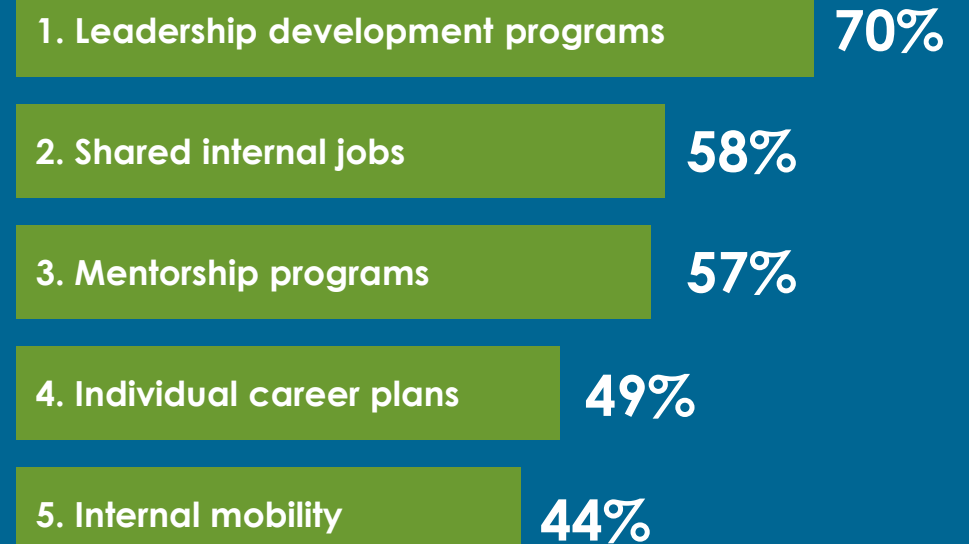 1. Leadership development programs 70%
2. Shared internal jobs 58%
3. Mentorship programs 57%
4. Individual career plans 49%
5. Internal mobility 44%